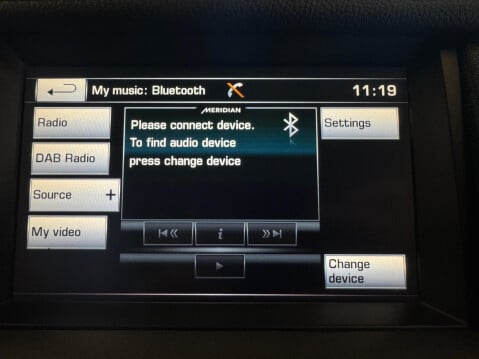 My music: Bluetooth
11:19
Radio
DAB Radio
Source +
My video
MERIDIAN
Please connect device.
To find audio device
press change device
i
Settings
Change
device